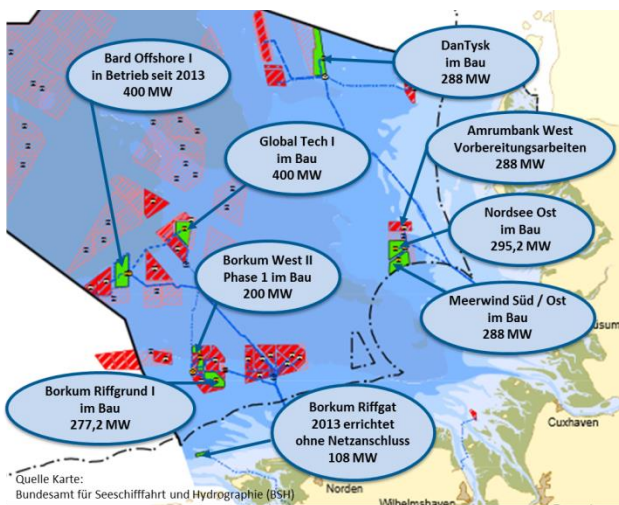 Bard Offshore I
in Betrieb seit 2013
400 MW
DanTysk
im Bau
288 MW
Global Tech I
im Bau
400 MW
Amrumbank West
Vorbereitungsarbeiten
288 MW
Nordsee Ost
im Bau
295,2 MW
Borkum West II
Phase 1 im Bau
200 MW
Meerwind Süd / Ost
im Bau
288 MW
Borkum Riffgrund I
im Bau
277,2 MW
Borkum Riffgat
2013 errichtet
ohne Netzanschluss
108 MW
Cuxhaven
Norden
Wilhelmshaven
Quelle Karte:
Bundesamt für Seeschifffahrt und Hydrographie (BSH)